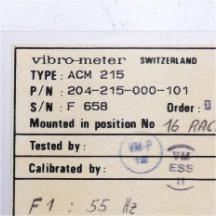 vibro-meter SWITZERLAND
TYPE: ACM 215
P/N : 204-215-000-101
S/N : F 658 Order:
Mounted in position No 16 RAC
Tested by: VM-P
Calibrated by: VM
ESS
F1: 55 Hz